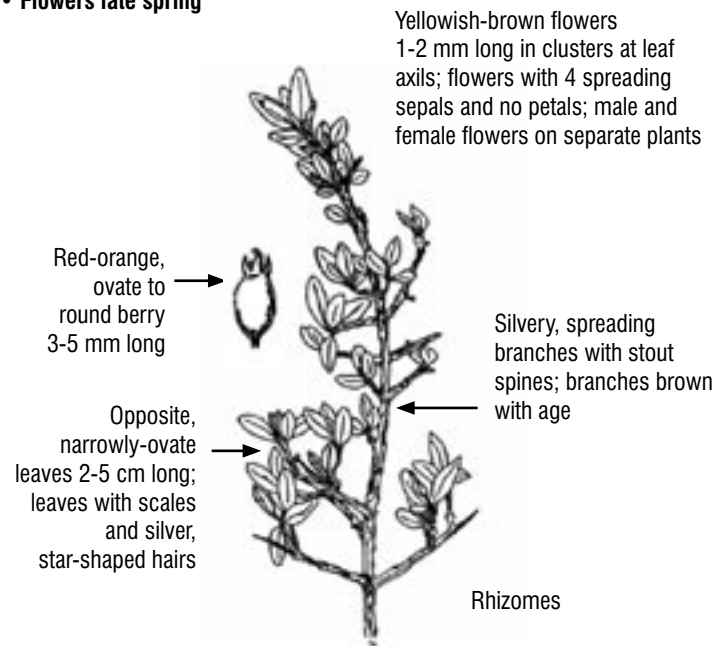 • Flowers late spring
Yellowish-brown flowers
1-2 mm long in clusters at leaf
axils; flowers with 4 spreading
sepals and no petals; male and
female flowers on separate plants
Red-orange,
ovate to
round berry
3-5 mm long
Silvery, spreading
branches with stout
spines; branches brown
with age
Opposite,
narrowly-ovate
leaves 2-5 cm long;
leaves with scales
and silver,
star-shaped hairs
Rhizomes